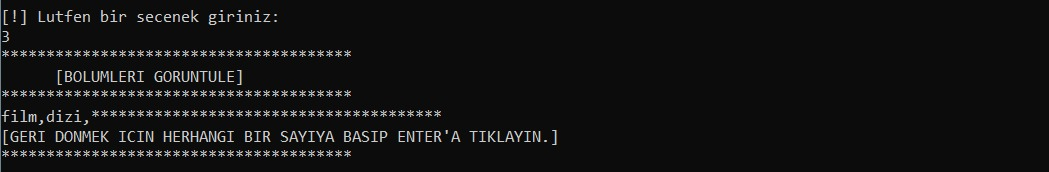 [!] Lutfen bir secenek giriniz:
3
***************************************
      [BOLUMLERI GORUNTULE]
***************************************
film,dizi,***************************************
[GERI DONMEK ICIN HERHANGI BIR SAYIYA BASIP ENTER'A TIKLAYIN.]
***************************************